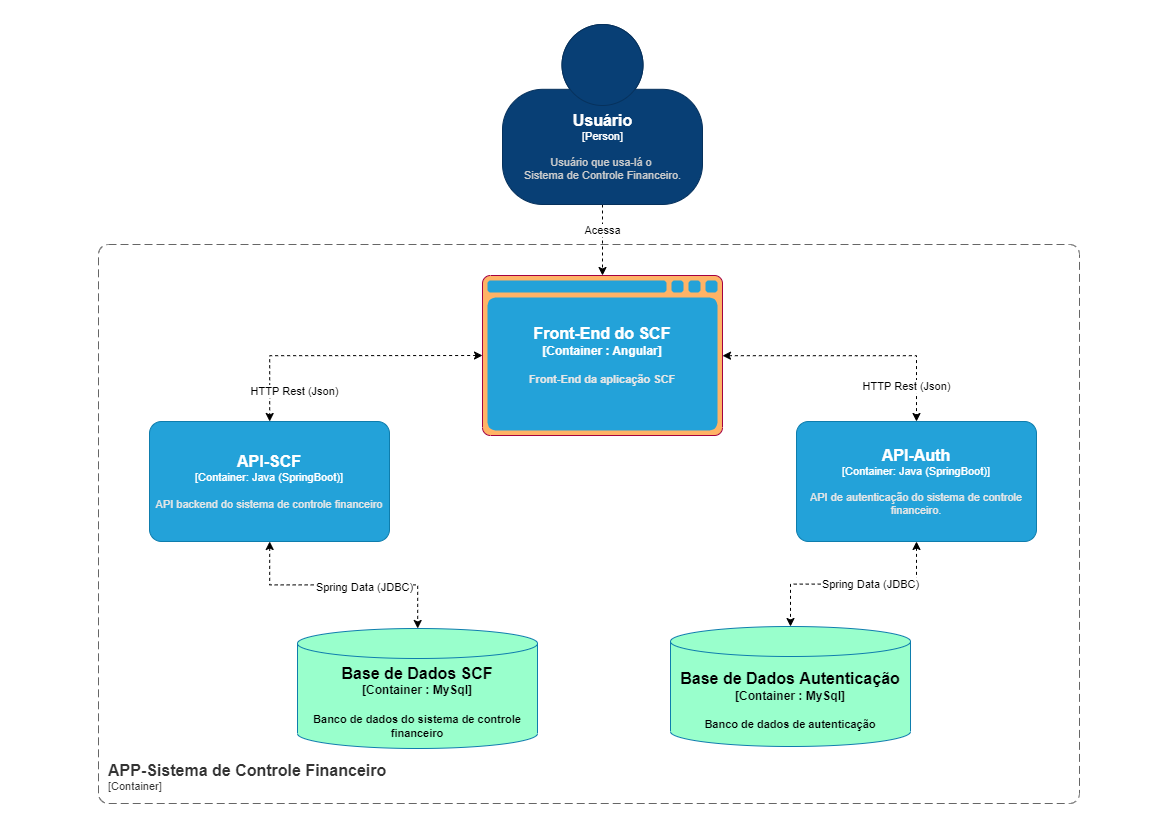 Usuário
[Person]
Usuário que usa-lá o
Sistema de Controle Financeiro.
Acessa
Front-End do SCF
[Container : Angular]
Front-End da aplicação SCF
HTTP Rest (Json)
HTTP Rest (Json)
API-SCF
[Container: Java (SpringBoot)]
API backend do sistema de controle financeiro
API-Auth
[Container: Java (SpringBoot)]
API de autenticação do sistema de controle
financeiro.
Spring Data (JDBC)
Spring Data (JDBC)
Base de Dados SCF
[Container : MySql]
Banco de dados do sistema de controle
financeiro
Base de Dados Autenticação
[Container : MySql]
Banco de dados de autenticação
APP-Sistema de Controle Financeiro
[Container]